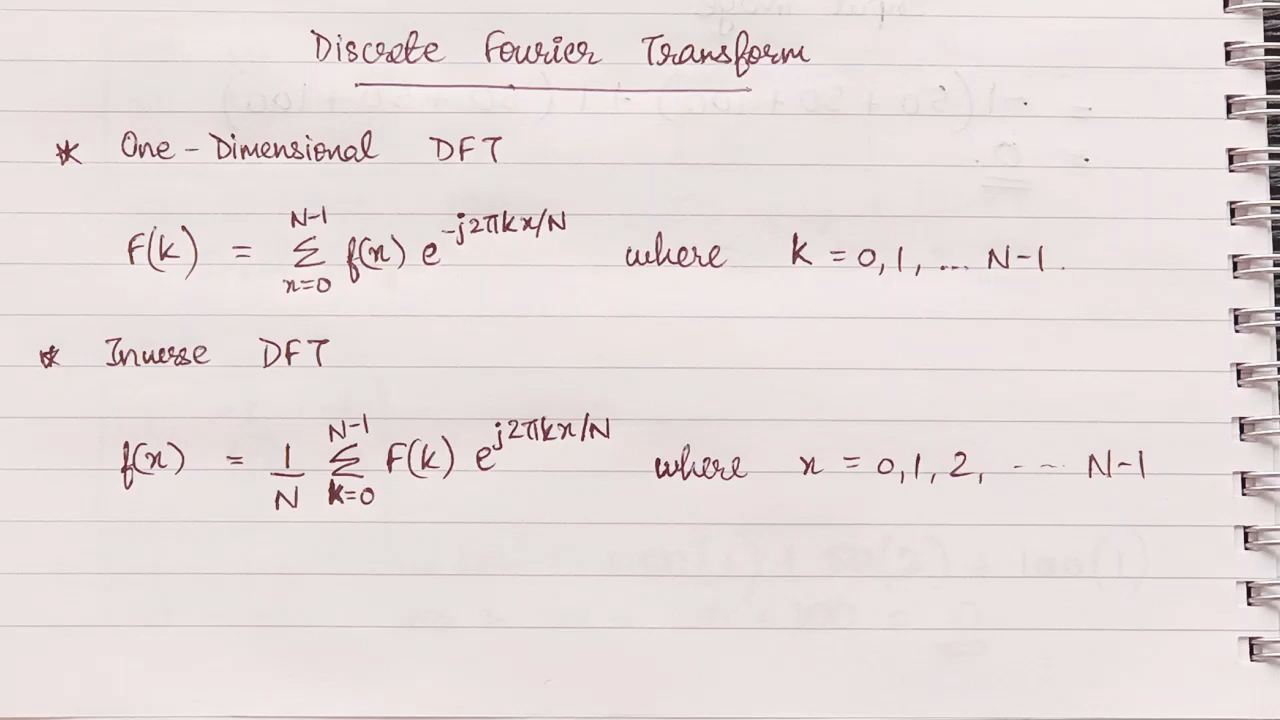 Discrete Fourier Transform
* One-Dimensional DFT
F(k) = Σ_{x=0}^{N-1} f(x) e^{-j2πkx/N} where k = 0,1, ... N-1.
* Inverse DFT
f(x) = 1/N Σ_{k=0}^{N-1} F(k) e^{j2πkx/N} where x = 0,1,2, ---- N-1